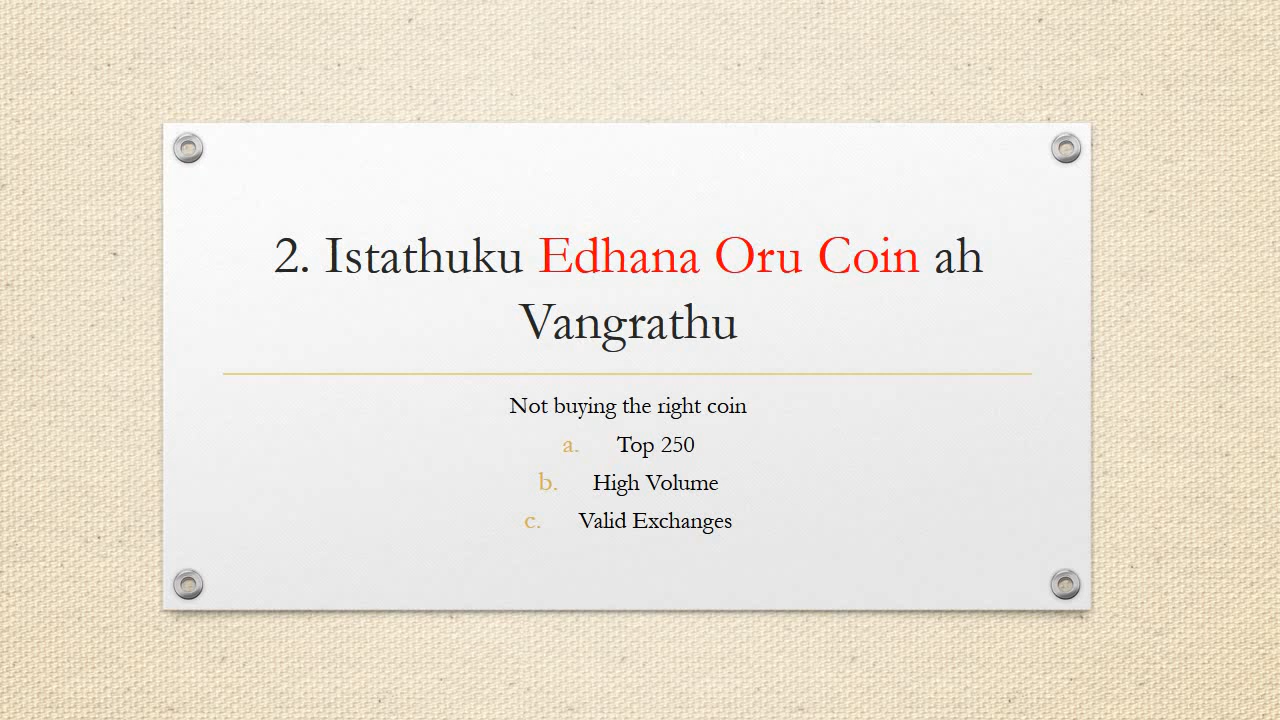 2. Istathuku Edhana Oru Coin ah
Vangrathu
Not buying the right coin
a. Top 250
b. High Volume
c. Valid Exchanges